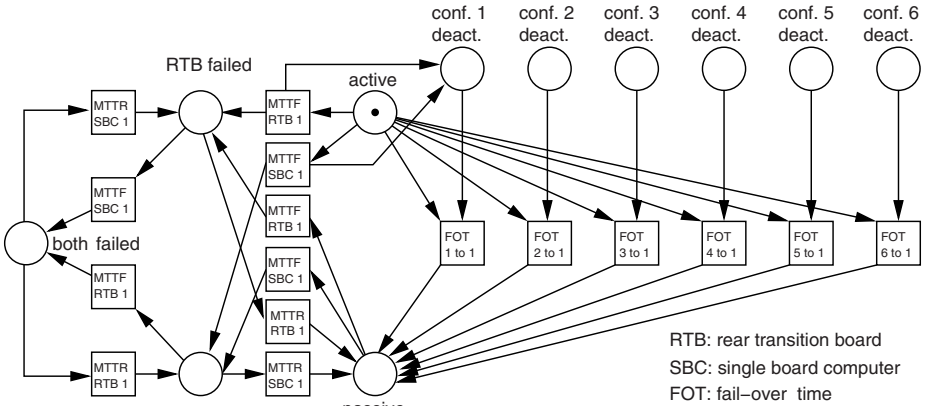 conf. 1 conf. 2 conf. 3 conf. 4 conf. 5 conf. 6
deact. deact. deact. deact. deact. deact.
RTB failed
active
MTTR
SBC 1
MTTF
RTB 1
MTTF
SBC 1
MTTF
SBC 1
MTTF
RTB 1
both failed
FOT
1 to 1
FOT
2 to 1
FOT
3 to 1
FOT
4 to 1
FOT
5 to 1
FOT
6 to 1
MTTF
RTB 1
MTTF
SBC 1
MTTR
RTB 1
MTTR
RTB 1
MTTR
SBC 1
RTB: rear transition board
SBC: single board computer
FOT: fail–over time